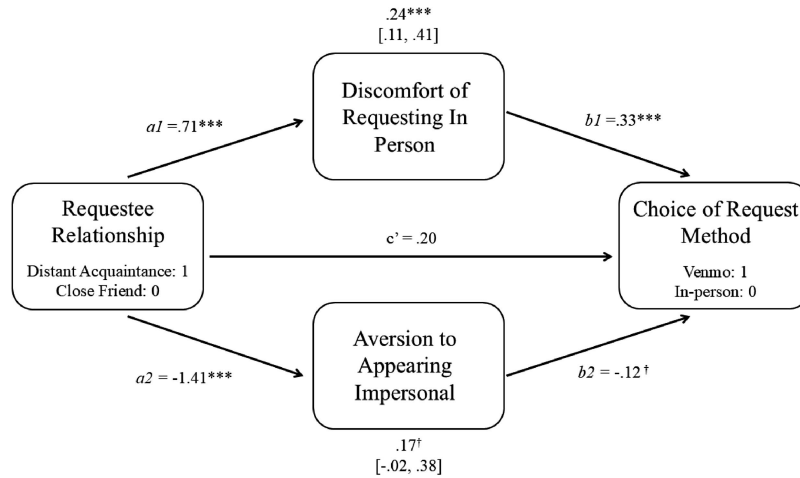 .24***
[.11, .41]
Discomfort of
Requesting In
Person
a1 =.71***
b1 =.33***
Requestee
Relationship
Distant Acquaintance: 1
Close Friend: 0
c’ = .20
Choice of Request
Method
Venmo: 1
In-person: 0
Aversion to
Appearing
Impersonal
a2 = -1.41***
b2 = -.12 †
.17†
[-.02, .38]